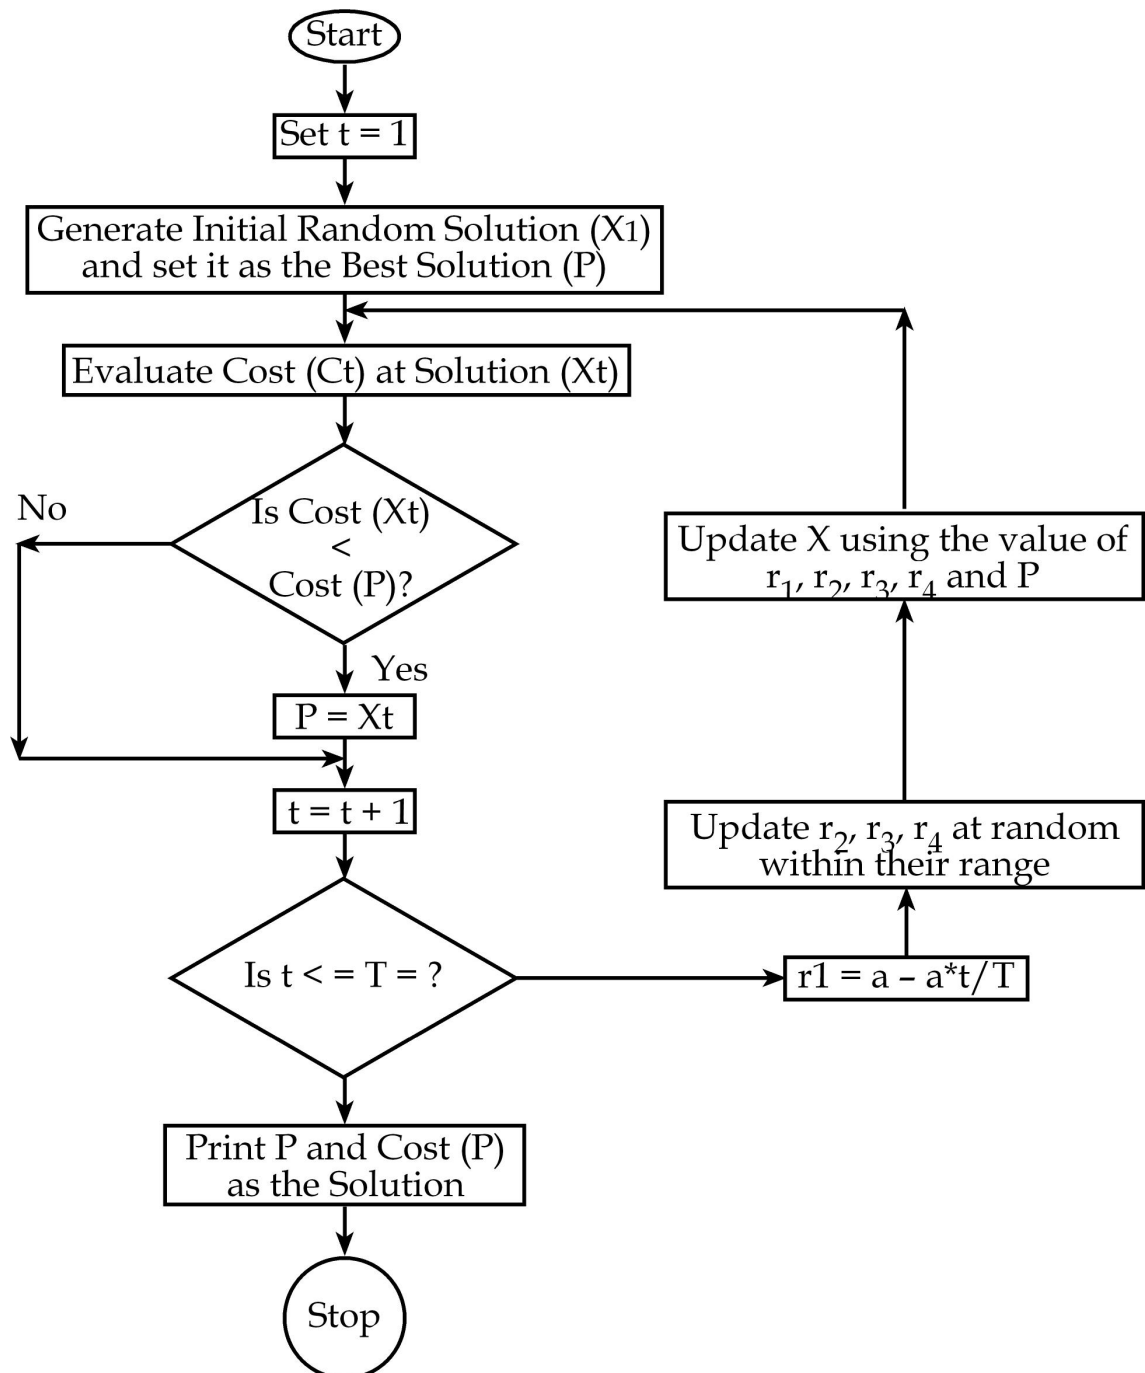 Start
Set t = 1
Generate Initial Random Solution (X1)
and set it as the Best Solution (P)
Evaluate Cost (Ct) at Solution (Xt)
Is Cost (Xt)
<
Cost (P)?
No
Yes
P = Xt
t = t + 1
Is t < = T = ?
r1 = a – a*t/T
Update r2, r3, r4 at random
within their range
Update X using the value of
r1, r2, r3, r4 and P
Print P and Cost (P)
as the Solution
Stop